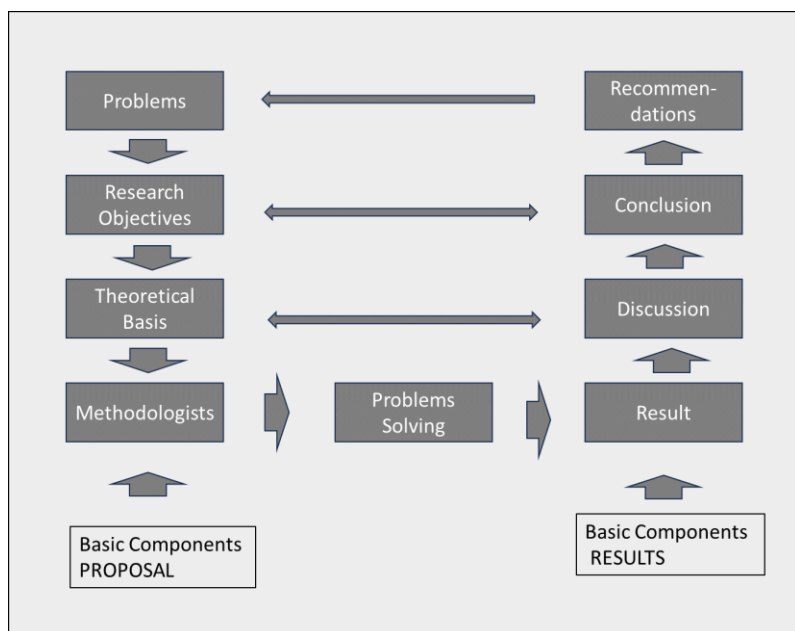 Problems
Recommen-
dations
Research
Objectives
Conclusion
Theoretical
Basis
Discussion
Methodologists
Problems
Solving
Result
Basic Components
PROPOSAL
Basic Components
RESULTS